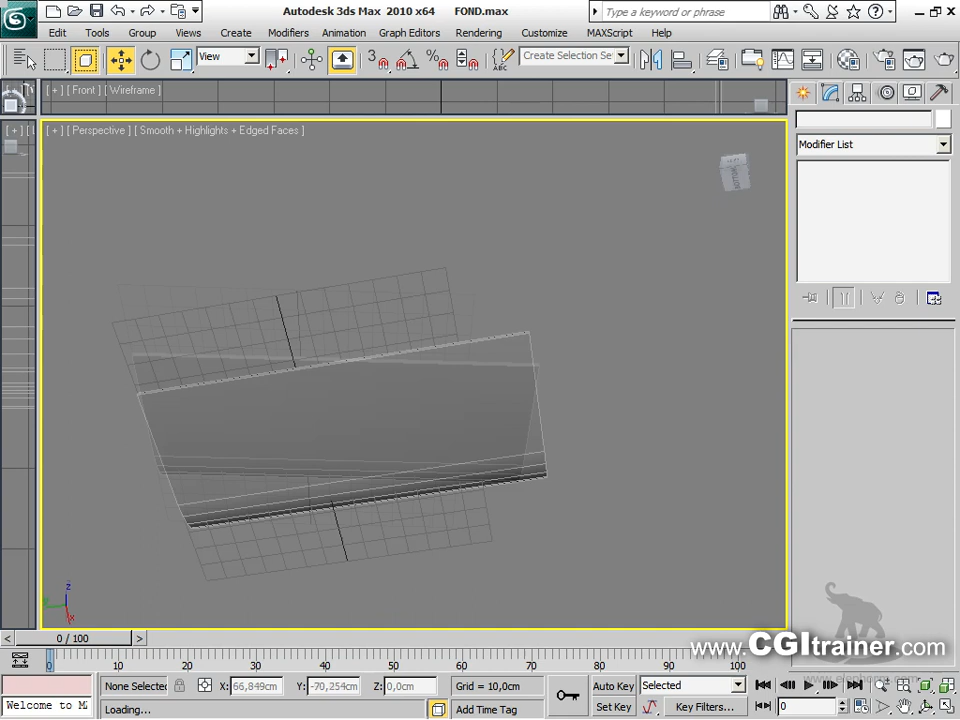 Autodesk 3ds Max 2010 x64 FOND.max
Type a keyword or phrase
Edit Tools Group Views Create Modifiers Animation Graph Editors Rendering Customize MAXScript Help
View
3
%
ABC
Create Selection Set
[ + ] [ Front ] [ Wireframe ]
[ + ] [ Perspective ] [ Smooth + Highlights + Edged Faces ]
Modifier List
z
x
< 0 / 100 >
www.CGItrainer.com
0 10 20 30 40 50 60 70 80 90 100
None Selected X: 66,849cm Y: -70,254cm Z: 0,0cm Grid = 10,0cm Auto Key Selected
Welcome to M Loading... Add Time Tag Set Key Key Filters... 0